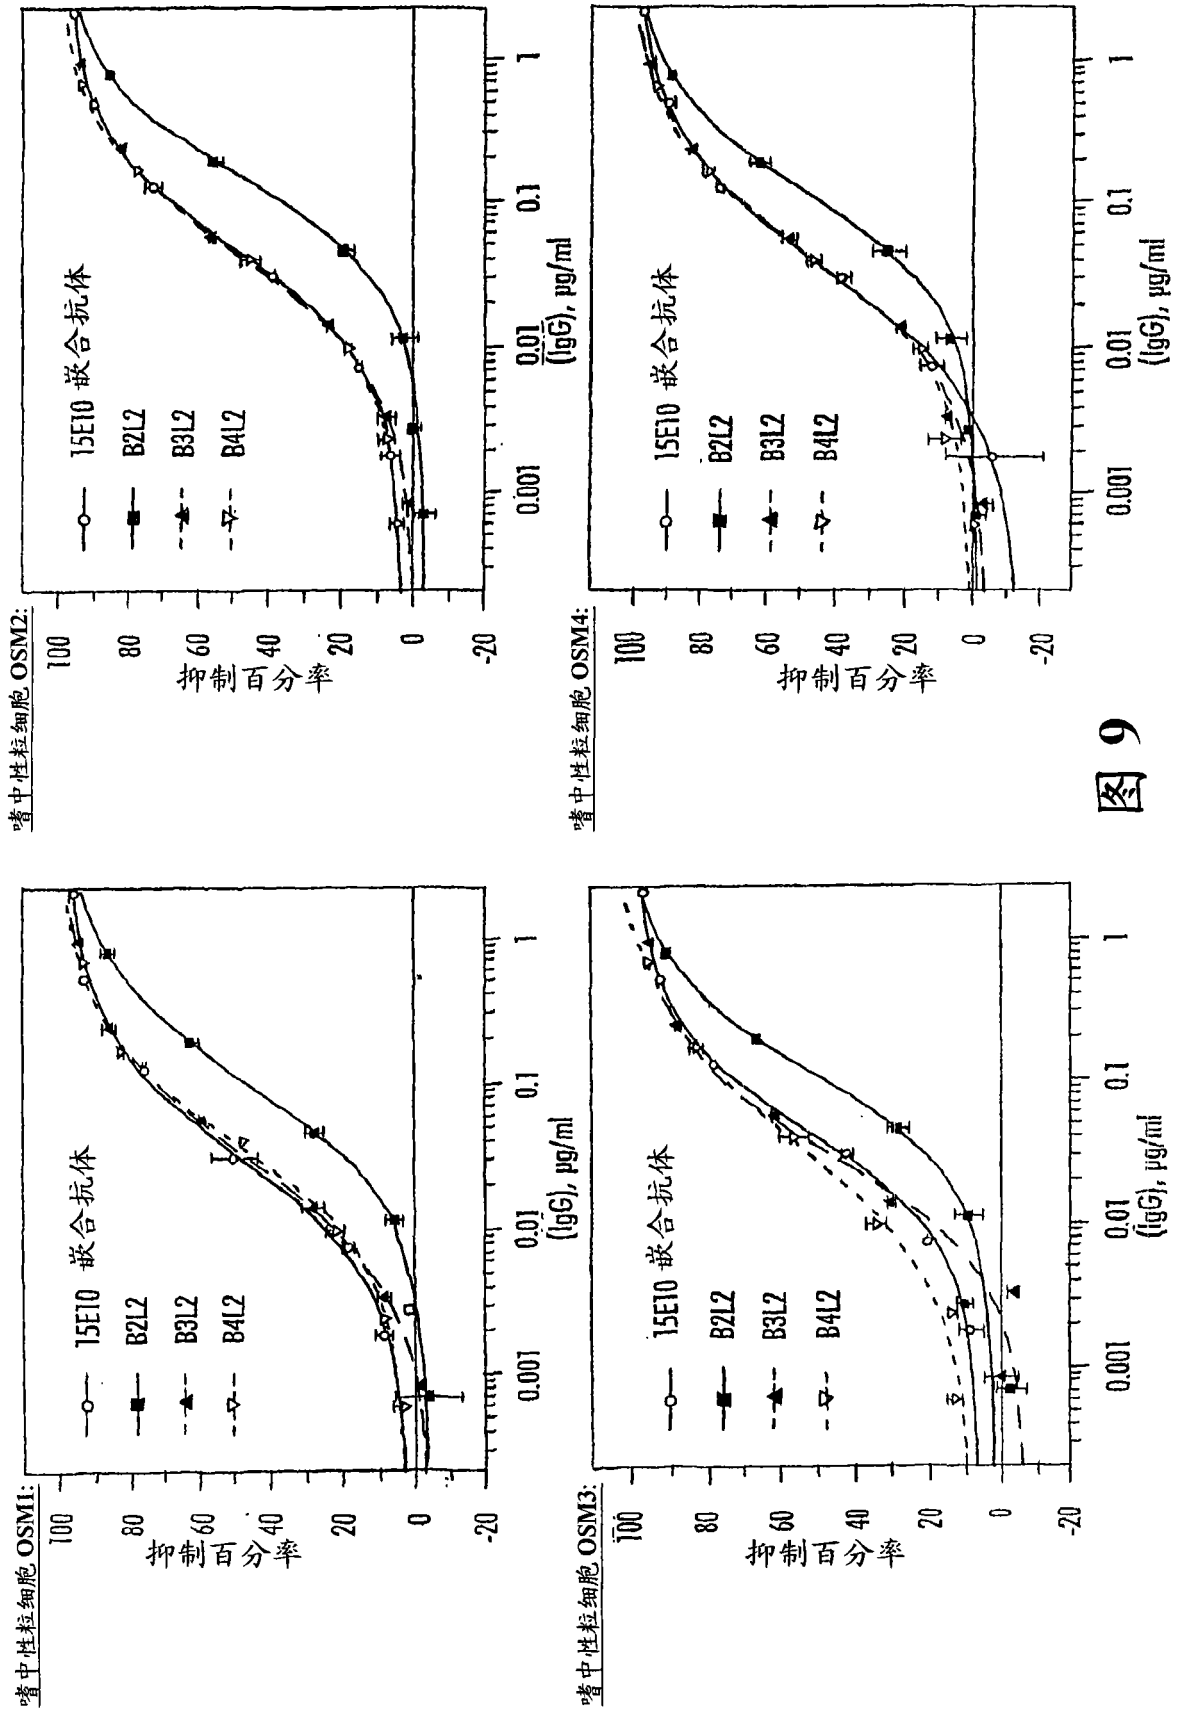 嗜中性粒细胞 OSM1:
抑制百分率
100
80
60
40
20
0
-20
15E10 嵌合抗体
B2L2
B3L2
B4L2
0.001
0.01
0.1
1
(IgG), µg/ml
嗜中性粒细胞 OSM2:
抑制百分率
100
80
60
40
20
0
-20
15E10 嵌合抗体
B2L2
B3L2
B4L2
0.001
0.01
0.1
1
(IgG), µg/ml
嗜中性粒细胞 OSM3:
抑制百分率
100
80
60
40
20
0
-20
15E10 嵌合抗体
B2L2
B3L2
B4L2
0.001
0.01
0.1
1
(IgG), µg/ml
嗜中性粒细胞 OSM4:
抑制百分率
100
80
60
40
20
0
-20
15E10 嵌合抗体
B2L2
B3L2
B4L2
0.001
0.01
0.1
1
(IgG), µg/ml
图 9